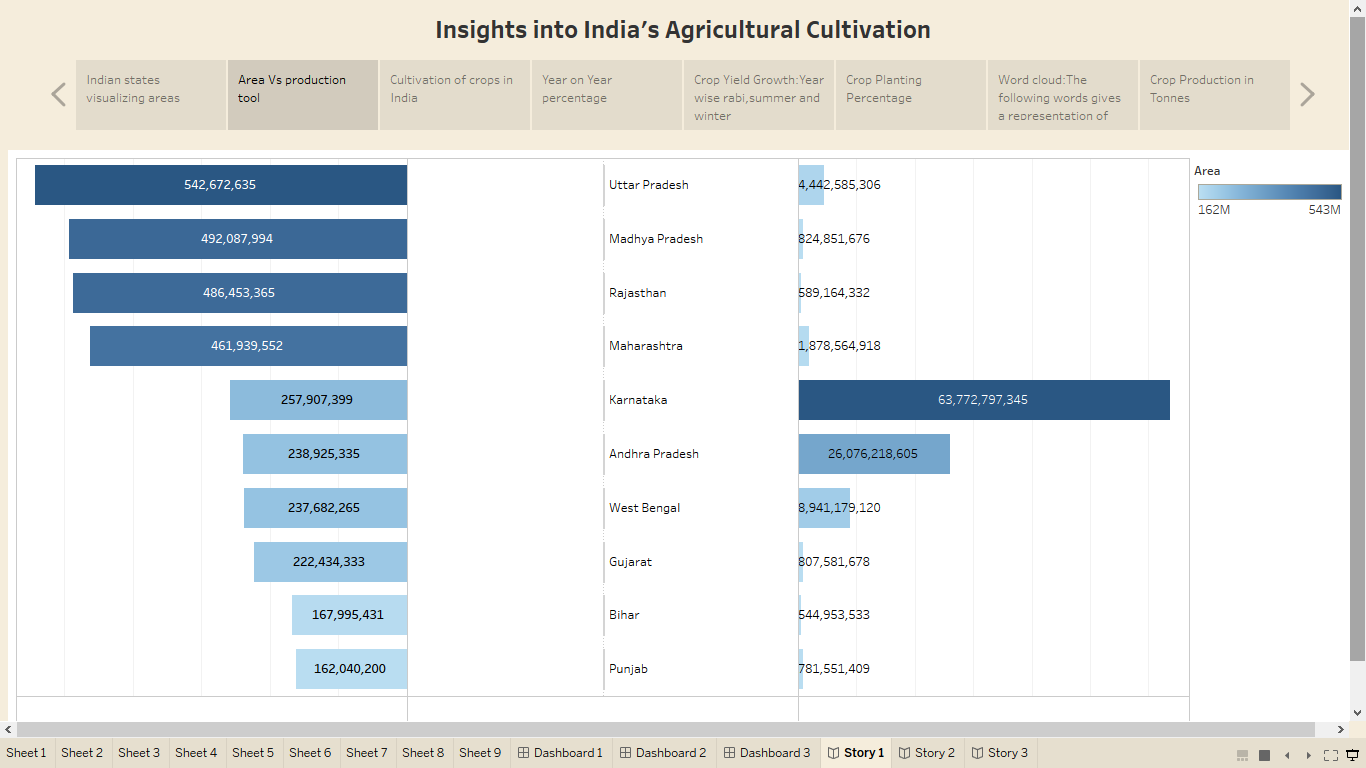 Insights into India’s Agricultural Cultivation
Indian states
visualizing areas
Area Vs production
tool
Cultivation of crops in
India
Year on Year
percentage
Crop Yield Growth:Year
wise rabi,summer and
winter
Crop Planting
Percentage
Word cloud:The
following words gives
a representation of
Crop Production in
Tonnes
542,672,635 Uttar Pradesh 4,442,585,306
492,087,994 Madhya Pradesh 824,851,676
486,453,365 Rajasthan 589,164,332
461,939,552 Maharashtra 1,878,564,918
257,907,399 Karnataka 63,772,797,345
238,925,335 Andhra Pradesh 26,076,218,605
237,682,265 West Bengal 8,941,179,120
222,434,333 Gujarat 807,581,678
167,995,431 Bihar 544,953,533
162,040,200 Punjab 781,551,409
Area
162M 543M
Sheet 1 Sheet 2 Sheet 3 Sheet 4 Sheet 5 Sheet 6 Sheet 7 Sheet 8 Sheet 9 Dashboard 1 Dashboard 2 Dashboard 3 Story 1 Story 2 Story 3